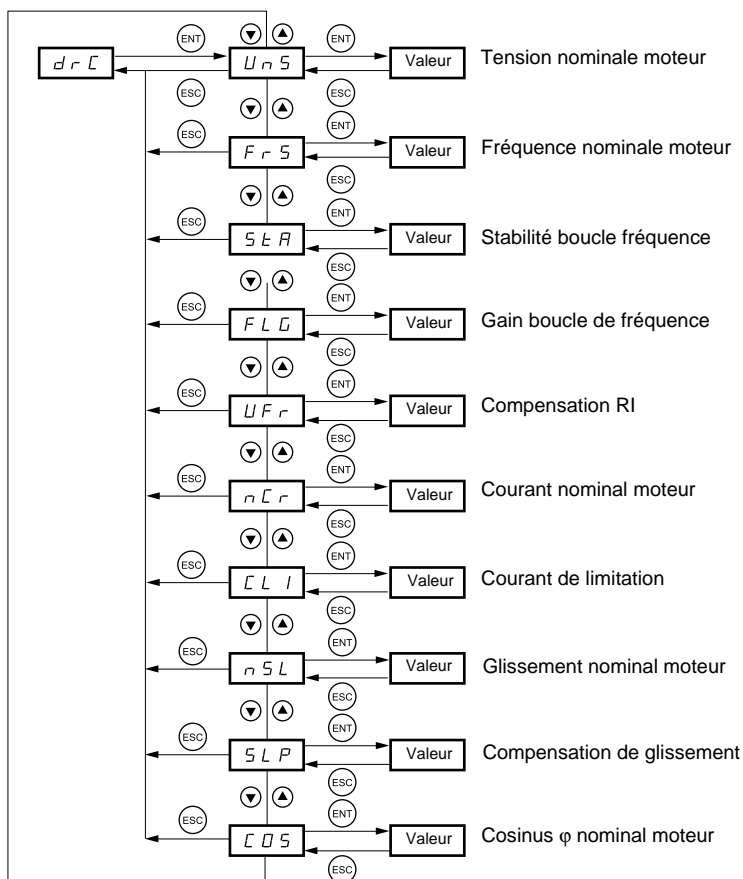 ENT
ENT
drC
UnS
Valeur
Tension nominale moteur
ESC
ESC
ESC
ENT
FrS
Valeur
Fréquence nominale moteur
ESC
ESC
ENT
StA
Valeur
Stabilité boucle fréquence
ESC
ESC
ENT
FLG
Valeur
Gain boucle de fréquence
ESC
ESC
ENT
UFr
Valeur
Compensation RI
ESC
ESC
ENT
nCr
Valeur
Courant nominal moteur
ESC
ESC
ENT
CLI
Valeur
Courant de limitation
ESC
ESC
ENT
nSL
Valeur
Glissement nominal moteur
ESC
ESC
ENT
SLP
Valeur
Compensation de glissement
ESC
ESC
ENT
COS
Valeur
Cosinus φ nominal moteur
ESC